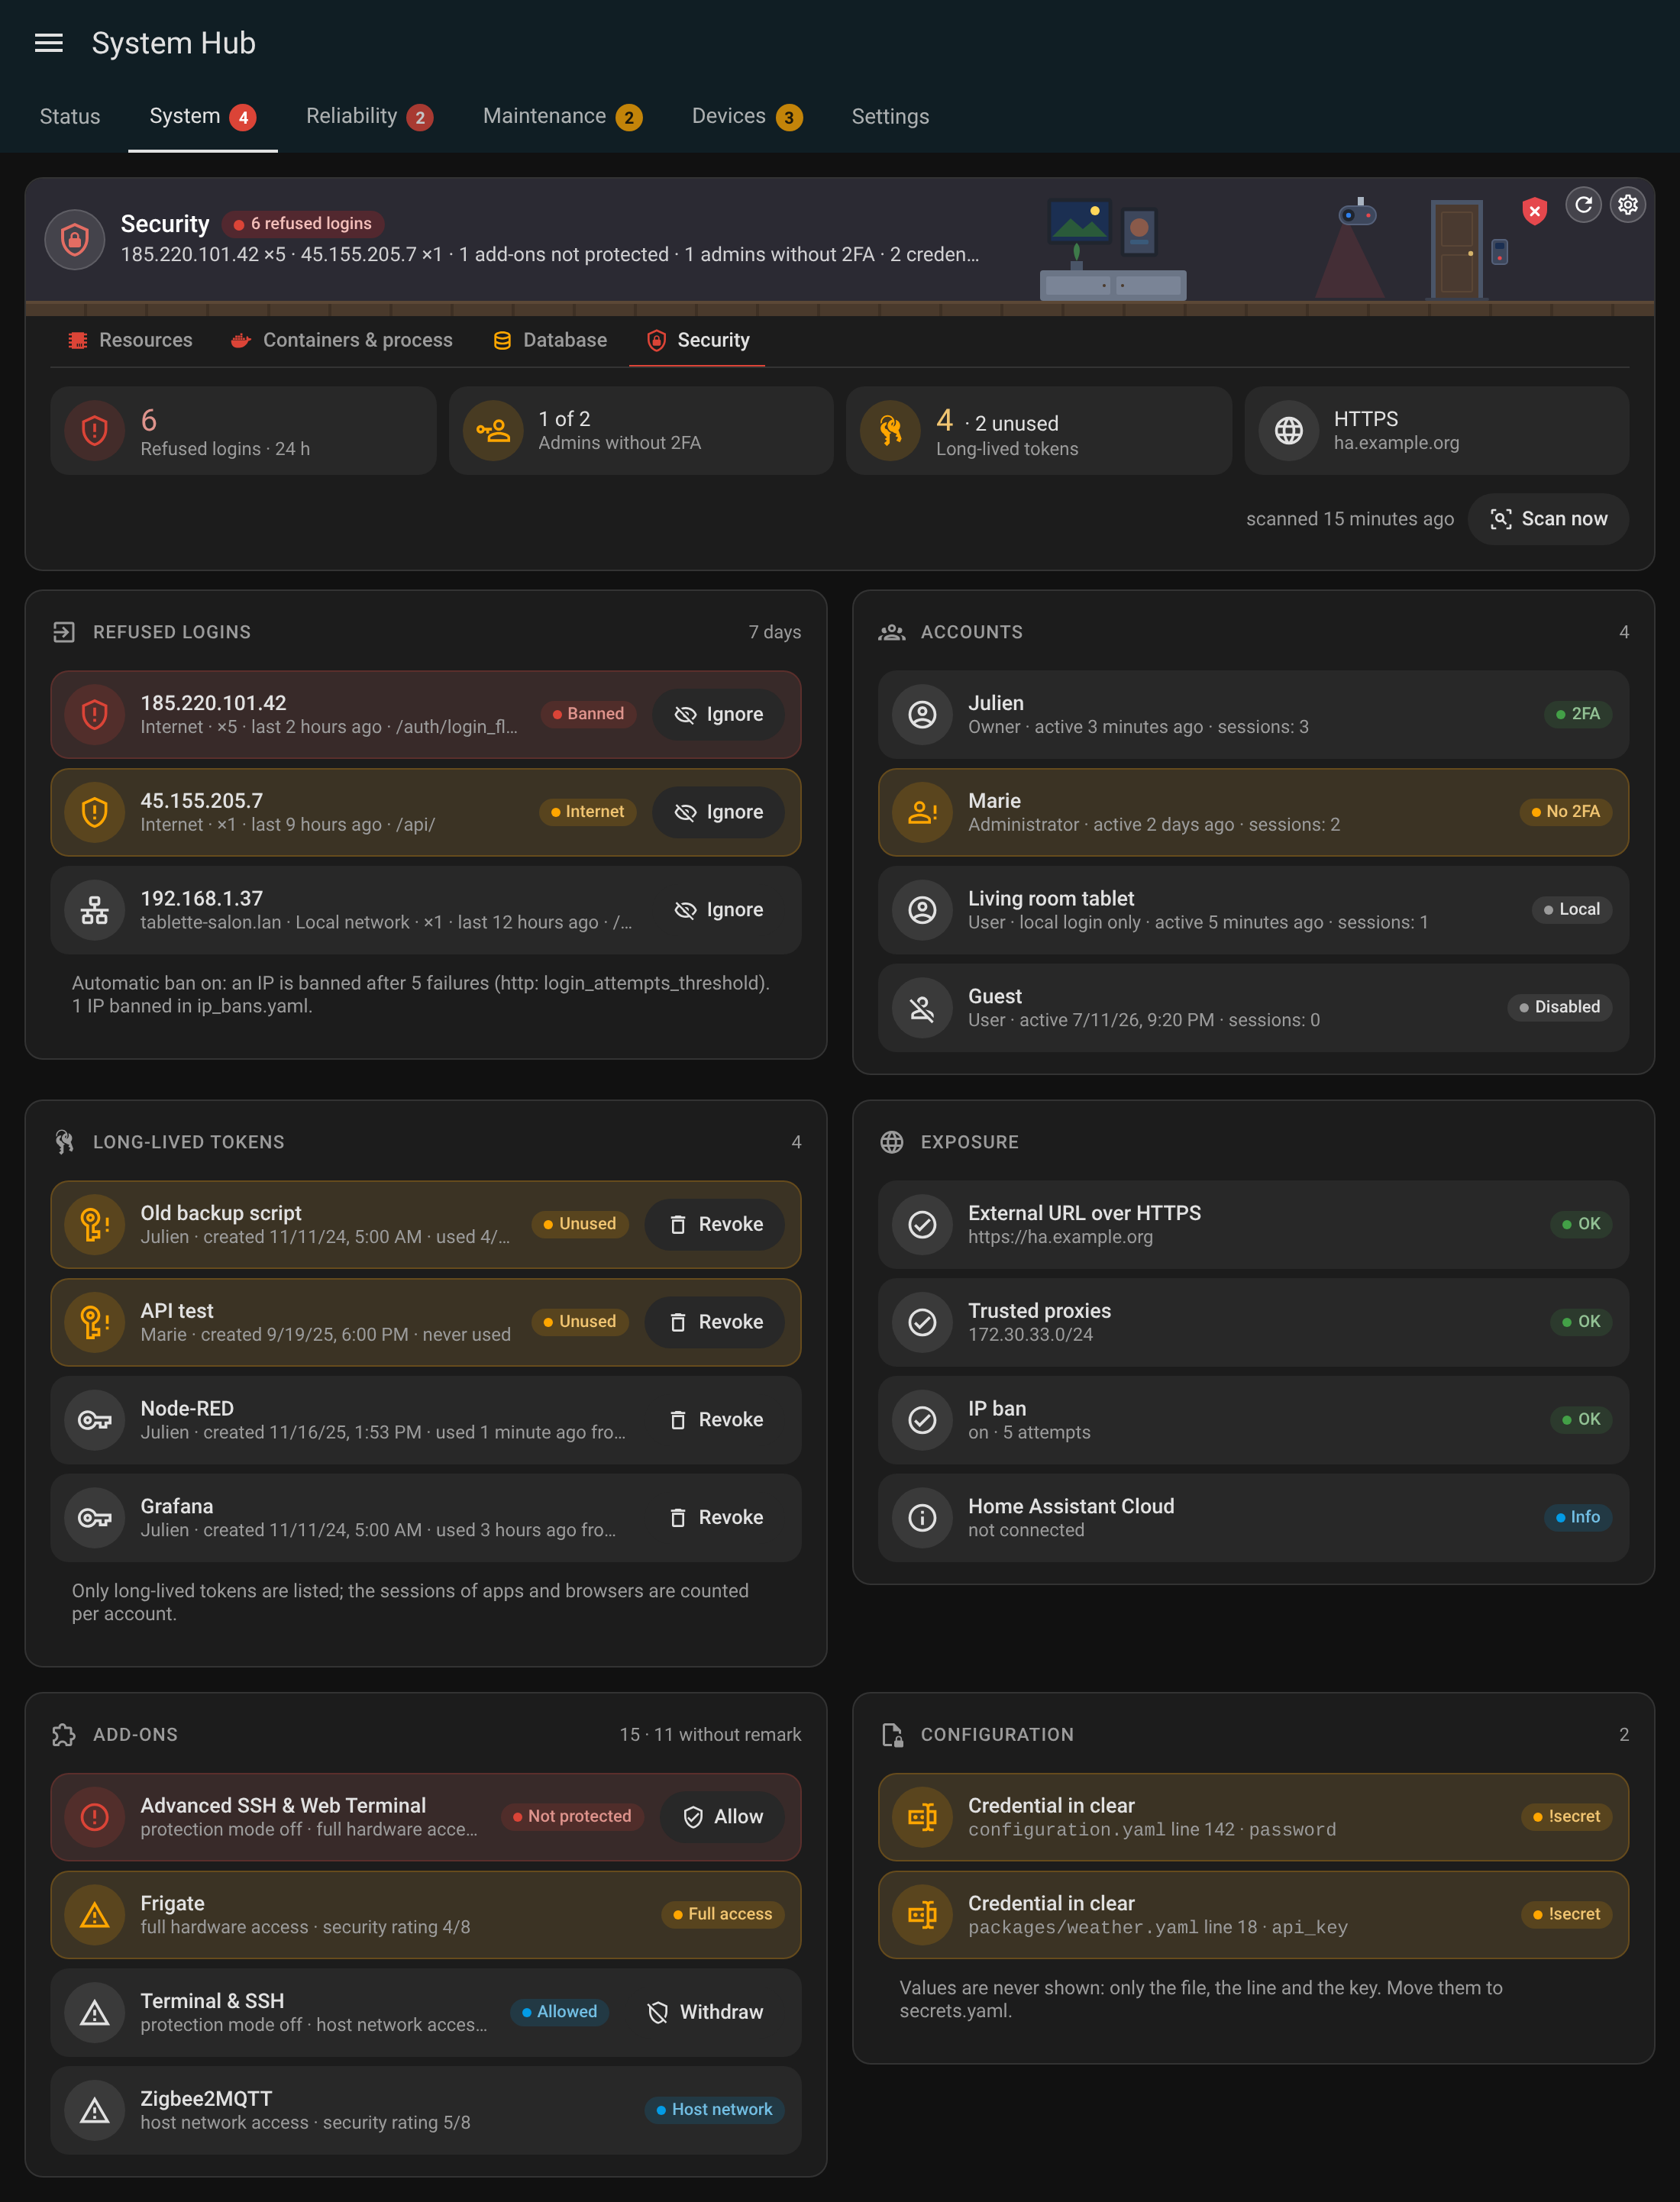 System Hub
Status
System 4
Reliability 2
Maintenance 2
Devices 3
Settings
Security
6 refused logins
185.220.101.42 ×5 · 45.155.205.7 ×1 · 1 add-ons not protected · 1 admins without 2FA · 2 creden…
Resources
Containers & process
Database
Security
6
Refused logins · 24 h
1 of 2
Admins without 2FA
4 · 2 unused
Long-lived tokens
HTTPS
ha.example.org
scanned 15 minutes ago
Scan now
REFUSED LOGINS
7 days
185.220.101.42
Internet · ×5 · last 2 hours ago · /auth/login_fl…
Banned
Ignore
45.155.205.7
Internet · ×1 · last 9 hours ago · /api/
Internet
Ignore
192.168.1.37
tablette-salon.lan · Local network · ×1 · last 12 hours ago · /…
Ignore
Automatic ban on: an IP is banned after 5 failures (http: login_attempts_threshold).
1 IP banned in ip_bans.yaml.
ACCOUNTS
4
Julien
Owner · active 3 minutes ago · sessions: 3
2FA
Marie
Administrator · active 2 days ago · sessions: 2
No 2FA
Living room tablet
User · local login only · active 5 minutes ago · sessions: 1
Local
Guest
User · active 7/11/26, 9:20 PM · sessions: 0
Disabled
LONG-LIVED TOKENS
4
Old backup script
Julien · created 11/11/24, 5:00 AM · used 4/…
Unused
Revoke
API test
Marie · created 9/19/25, 6:00 PM · never used
Unused
Revoke
Node-RED
Julien · created 11/16/25, 1:53 PM · used 1 minute ago fro…
Revoke
Grafana
Julien · created 11/11/24, 5:00 AM · used 3 hours ago fro…
Revoke
Only long-lived tokens are listed; the sessions of apps and browsers are counted
per account.
EXPOSURE
External URL over HTTPS
https://ha.example.org
OK
Trusted proxies
172.30.33.0/24
OK
IP ban
on · 5 attempts
OK
Home Assistant Cloud
not connected
Info
ADD-ONS
15 · 11 without remark
Advanced SSH & Web Terminal
protection mode off · full hardware acce…
Not protected
Allow
Frigate
full hardware access · security rating 4/8
Full access
Terminal & SSH
protection mode off · host network acces…
Allowed
Withdraw
Zigbee2MQTT
host network access · security rating 5/8
Host network
CONFIGURATION
2
Credential in clear
configuration.yaml line 142 · password
!secret
Credential in clear
packages/weather.yaml line 18 · api_key
!secret
Values are never shown: only the file, the line and the key. Move them to
secrets.yaml.